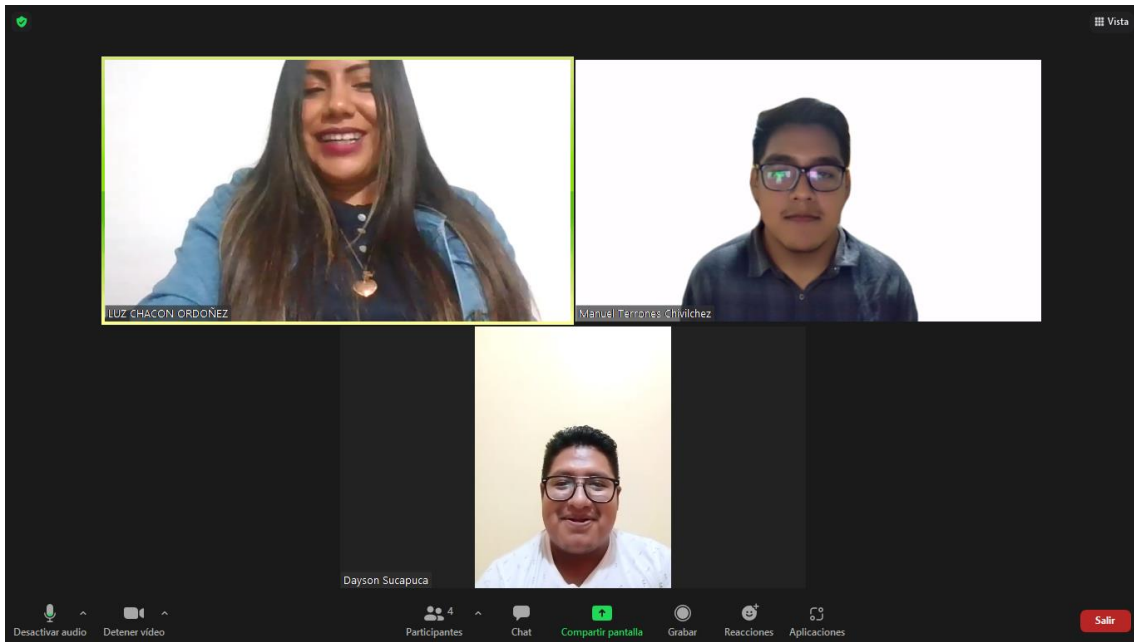 Vista
LUZ CHACON ORDOÑEZ
Manuel Terrones Chivilchez
Dayson Sucapuca
Desactivar audio
Detener vídeo
4
Participantes
Chat
Compartir pantalla
Grabar
Reacciones
Aplicaciones
Salir